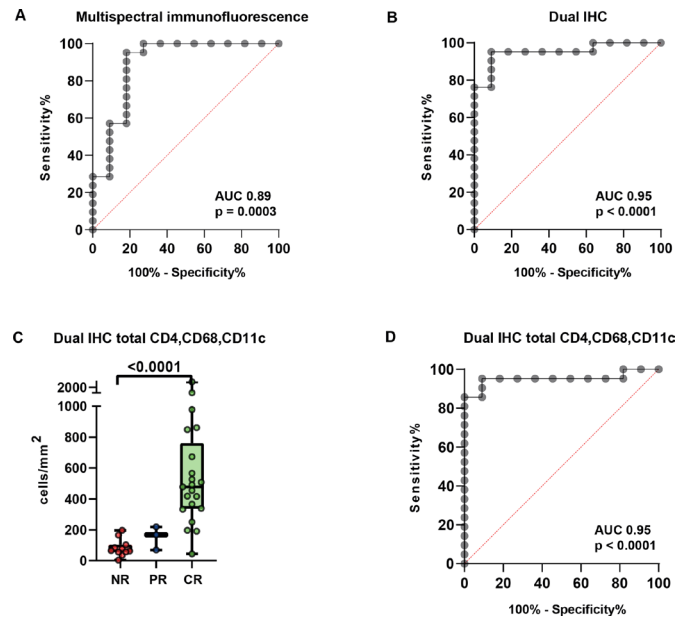 A
Multispectral immunofluorescence
100
80
60
40
20
0
Sensitivity%
AUC 0.89
p = 0.0003
0 20 40 60 80 100
100% - Specificity%
B
Dual IHC
100
80
60
40
20
0
Sensitivity%
AUC 0.95
p < 0.0001
0 20 40 60 80 100
100% - Specificity%
C
Dual IHC total CD4,CD68,CD11c
<0.0001
2000
1000
800
600
400
200
0
cells/mm²
NR PR CR
D
Dual IHC total CD4,CD68,CD11c
100
80
60
40
20
0
Sensitivity%
AUC 0.95
p < 0.0001
0 20 40 60 80 100
100% - Specificity%